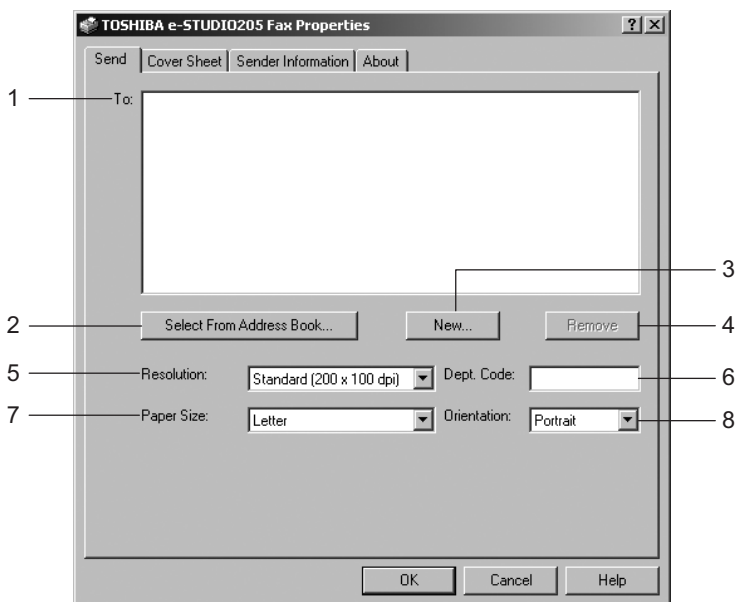 TOSHIBA e-STUDIO205 Fax Properties
Send Cover Sheet Sender Information About
1 To:
3
2 Select From Address Book... New... Remove 4
5 Resolution: Standard (200 x 100 dpi) Dept. Code: 6
7 Paper Size: Letter Orientation: Portrait 8
OK Cancel Help